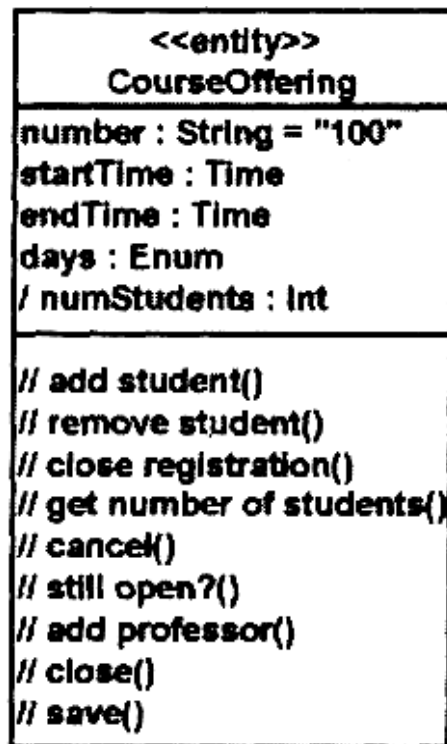 <<entity>>
CourseOffering
number : String = "100"
startTime : Time
endTime : Time
days : Enum
/ numStudents : Int
// add student()
// remove student()
// close registration()
// get number of students()
// cancel()
// still open?()
// add professor()
// close()
// save()